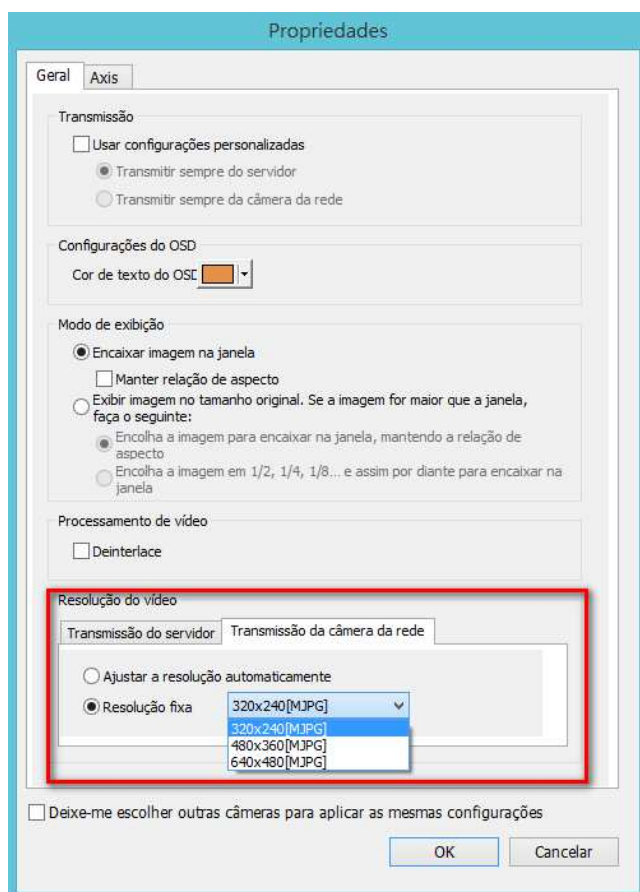 Propriedades
Geral
Axis
Transmissão
Usar configurações personalizadas
Transmitir sempre do servidor
Transmitir sempre da câmera da rede
Configurações do OSD
Cor de texto do OSD
Modo de exibição
Encaixar imagem na janela
Manter relação de aspecto
Exibir imagem no tamanho original. Se a imagem for maior que a janela,
faça o seguinte:
Encolha a imagem para encaixar na janela, mantendo a relação de
aspecto
Encolha a imagem em 1/2, 1/4, 1/8... e assim por diante para encaixar na
janela
Processamento de vídeo
Deinterlace
Resolução do vídeo
Transmissão do servidor
Transmissão da câmera da rede
Ajustar a resolução automaticamente
Resolução fixa
320x240[MJPG]
320x240[MJPG]
480x360[MJPG]
640x480[MJPG]
Deixe-me escolher outras câmeras para aplicar as mesmas configurações
OK
Cancelar